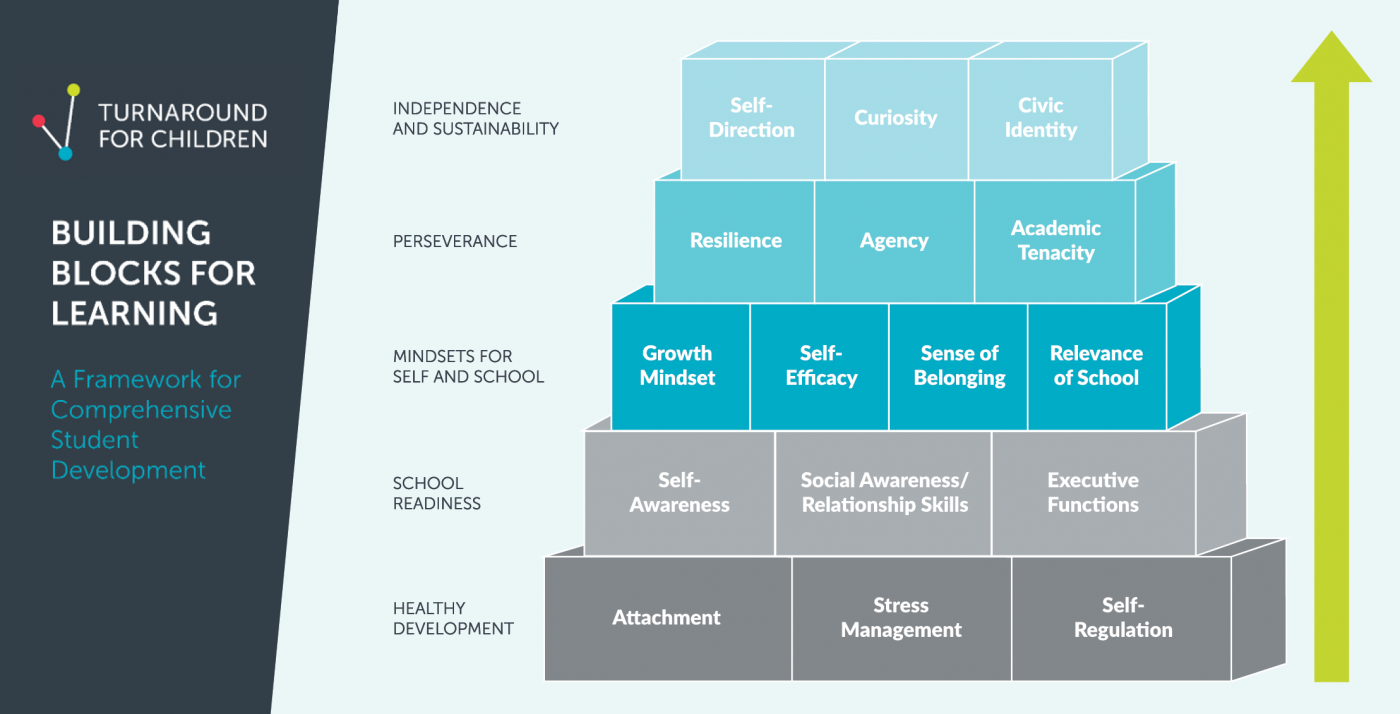 TURNAROUND
FOR CHILDREN
BUILDING
BLOCKS FOR
LEARNING
A Framework for
Comprehensive
Student
Development
INDEPENDENCE
AND SUSTAINABILITY
Self-
Direction
Curiosity
Civic
Identity
PERSEVERANCE
Resilience
Agency
Academic
Tenacity
MINDSETS FOR
SELF AND SCHOOL
Growth
Mindset
Self-
Efficacy
Sense of
Belonging
Relevance
of School
SCHOOL
READINESS
Self-
Awareness
Social Awareness/
Relationship Skills
Executive
Functions
HEALTHY
DEVELOPMENT
Attachment
Stress
Management
Self-
Regulation